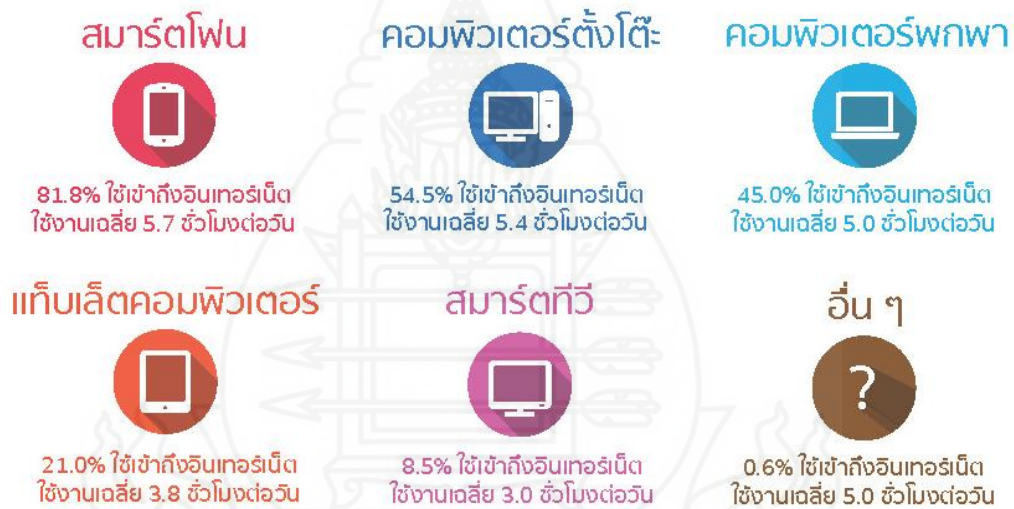 สมาร์ตโฟน
81.8% ใช้เข้าถึงอินเทอร์เน็ต
ใช้งานเฉลี่ย 5.7 ชั่วโมงต่อวัน
คอมพิวเตอร์ตั้งโต๊ะ
54.5% ใช้เข้าถึงอินเทอร์เน็ต
ใช้งานเฉลี่ย 5.4 ชั่วโมงต่อวัน
คอมพิวเตอร์พกพา
45.0% ใช้เข้าถึงอินเทอร์เน็ต
ใช้งานเฉลี่ย 5.0 ชั่วโมงต่อวัน
แท็บเล็ตคอมพิวเตอร์
21.0% ใช้เข้าถึงอินเทอร์เน็ต
ใช้งานเฉลี่ย 3.8 ชั่วโมงต่อวัน
สมาร์ตทีวี
8.5% ใช้เข้าถึงอินเทอร์เน็ต
ใช้งานเฉลี่ย 3.0 ชั่วโมงต่อวัน
อื่น ๆ
?
0.6% ใช้เข้าถึงอินเทอร์เน็ต
ใช้งานเฉลี่ย 5.0 ชั่วโมงต่อวัน